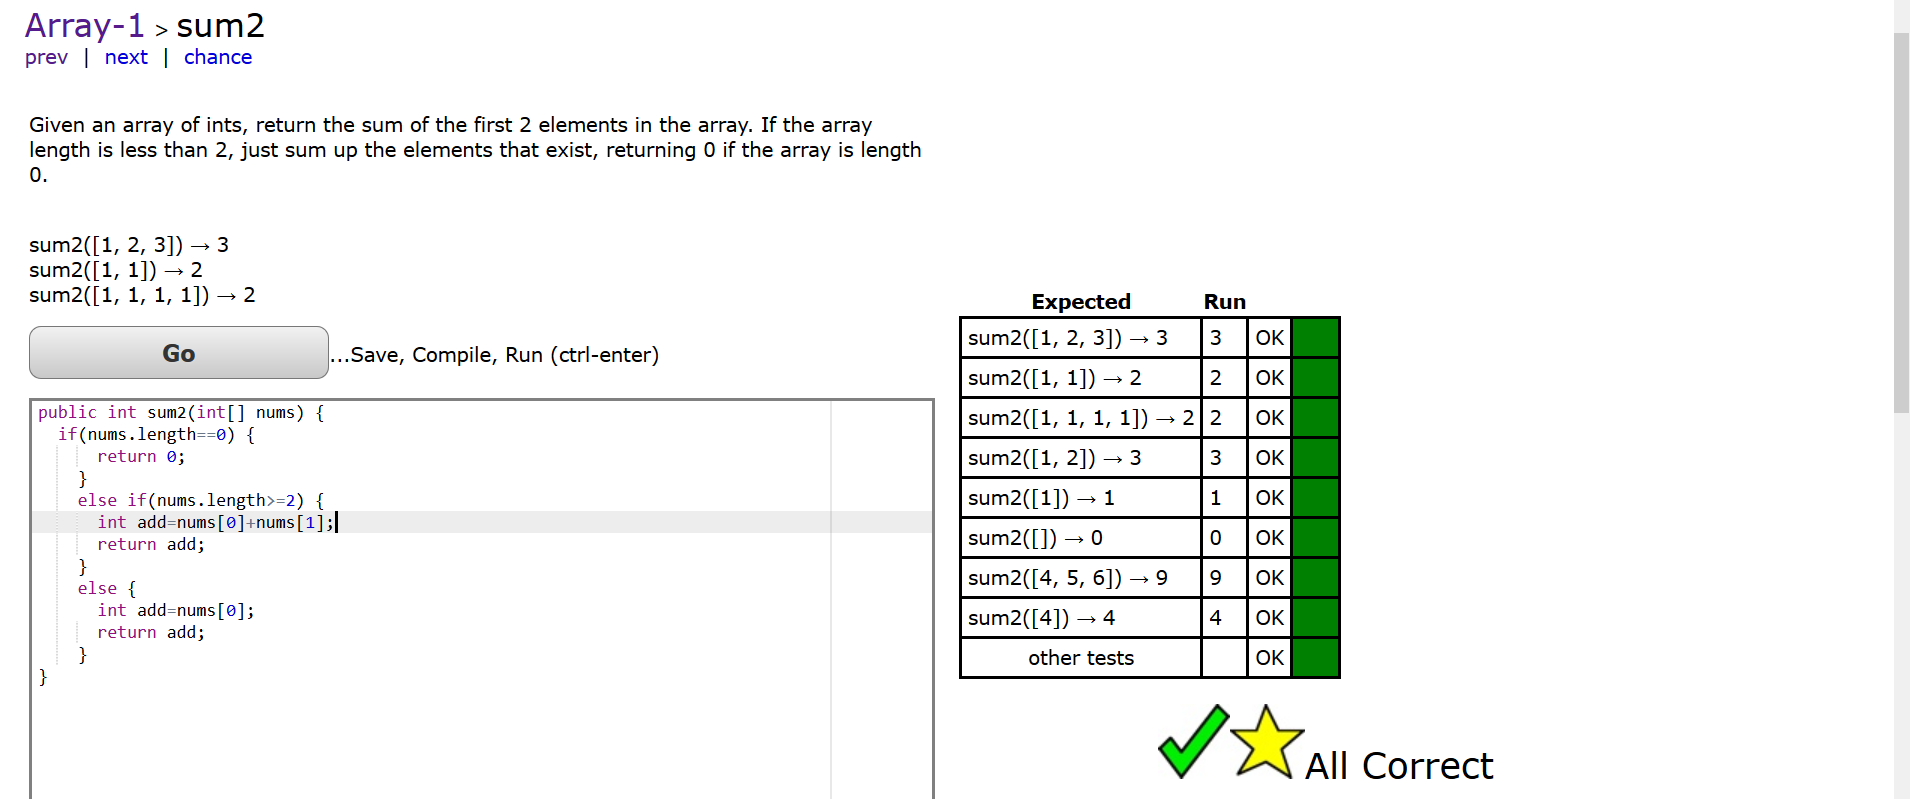 Array-1 > sum2
prev | next | chance
Given an array of ints, return the sum of the first 2 elements in the array. If the array
length is less than 2, just sum up the elements that exist, returning 0 if the array is length
0.
sum2([1, 2, 3]) → 3
sum2([1, 1]) → 2
sum2([1, 1, 1, 1]) → 2
Go ...Save, Compile, Run (ctrl-enter)
public int sum2(int[] nums) {
  if(nums.length==0) {
      return 0;
    }
    else if(nums.length>=2) {
      int add=nums[0]+nums[1];
      return add;
    }
    else {
      int add=nums[0];
      return add;
    }
}
Expected Run
sum2([1, 2, 3]) → 3 3 OK
sum2([1, 1]) → 2 2 OK
sum2([1, 1, 1, 1]) → 2 2 OK
sum2([1, 2]) → 3 3 OK
sum2([1]) → 1 1 OK
sum2([]) → 0 0 OK
sum2([4, 5, 6]) → 9 9 OK
sum2([4]) → 4 4 OK
other tests OK
All Correct